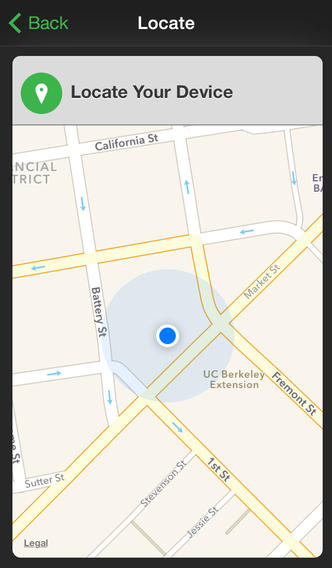 Back
Locate
Locate Your Device
California St
NCIAL
TRICT
Battery St
Market St
UC Berkeley
Extension
Fremont St
1st St
Sutter St
Stevenson St
Jessie St
Legal